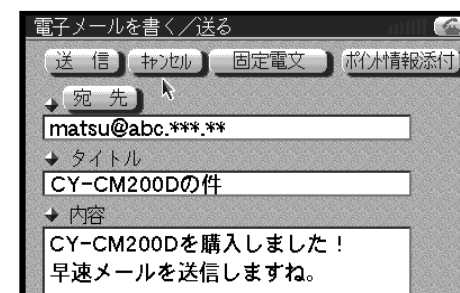 電子メールを書く／送る
送 信 ｷｬﾝｾﾙ 固定電文 ﾎﾟｲﾝﾄ情報添付
宛 先
matsu@abc.***.**
タイトル
CY-CM200Dの件
内容
CY-CM200Dを購入しました！
早速メールを送信しますね。